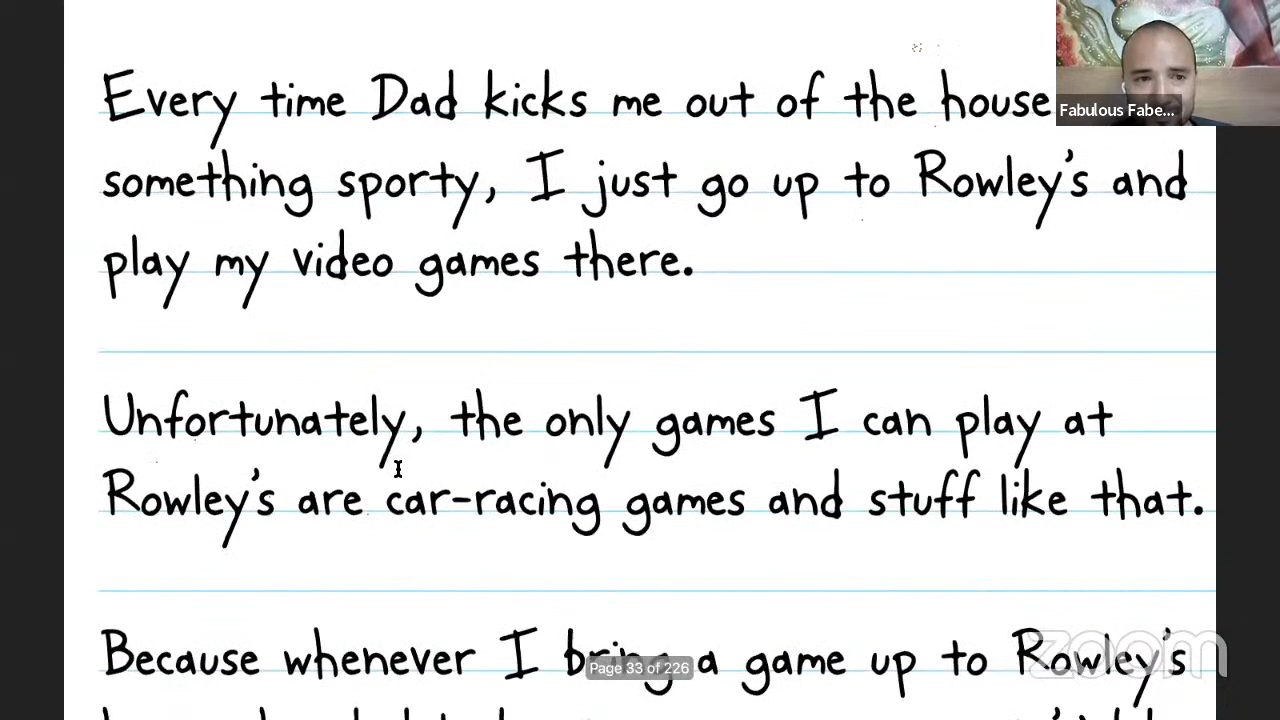 Every time Dad kicks me out of the house
Fabulous Fabe...
something sporty, I just go up to Rowley's and
play my video games there.
Unfortunately, the only games I can play at
Rowley's are car-racing games and stuff like that.
Because whenever I bring a game up to Rowley's
Page 33 of 226
zoom